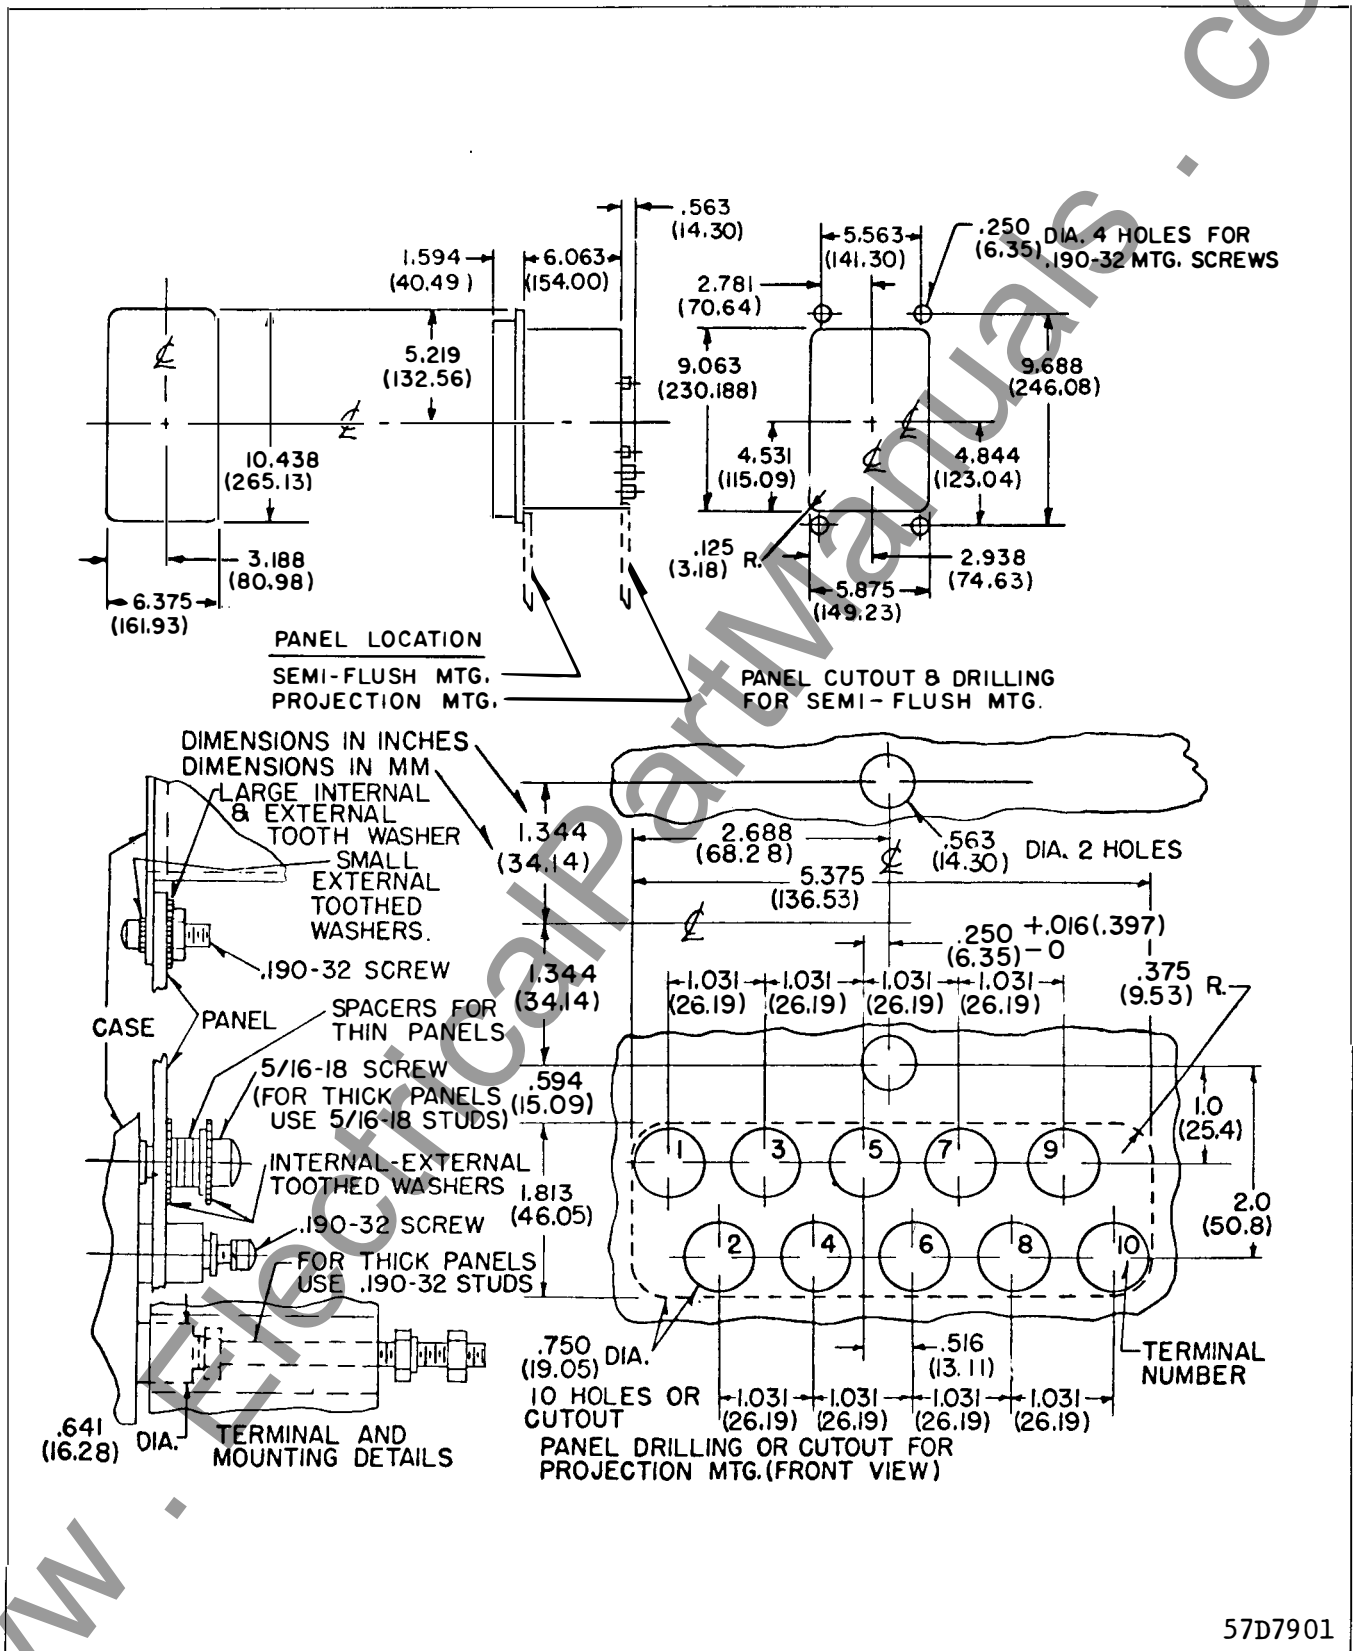 .563
(14.30)
1.594
(40.49)
6.063
(154.00)
5.563
(141.30)
.250
(6.35)
DIA. 4 HOLES FOR
.190-32 MTG. SCREWS
2.781
(70.64)
5.219
(132.56)
9.063
(230.188)
9.688
(246.08)
10.438
(265.13)
4.531
(115.09)
4.844
(123.04)
3.188
(80.98)
6.375
(161.93)
.125
(3.18)
R.
2.938
(74.63)
5.875
(149.23)
PANEL LOCATION
SEMI-FLUSH MTG.
PROJECTION MTG.
PANEL CUTOUT & DRILLING
FOR SEMI-FLUSH MTG.
DIMENSIONS IN INCHES
DIMENSIONS IN MM
LARGE INTERNAL
& EXTERNAL
TOOTH WASHER
SMALL
EXTERNAL
TOOTHED
WASHERS.
.190-32 SCREW
CASE
PANEL
SPACERS FOR
THIN PANELS
5/16-18 SCREW
(FOR THICK PANELS
USE 5/16-18 STUDS)
INTERNAL-EXTERNAL
TOOTHED WASHERS
.190-32 SCREW
FOR THICK PANELS
USE .190-32 STUDS
.641
(16.28)
DIA.
TERMINAL AND
MOUNTING DETAILS
1.344
(34.14)
2.688
(68.28)
.563
(14.30)
DIA. 2 HOLES
5.375
(136.53)
.250 +.016(.397)
(6.35)-0
1.344
(34.14)
1.031
(26.19)
1.031
(26.19)
1.031
(26.19)
1.031
(26.19)
.375
(9.53)
R.
.594
(15.09)
1.0
(25.4)
1 3 5 7 9
1.813
(46.05)
2.0
(50.8)
2 4 6 8 10
.750
(19.05)
DIA.
10 HOLES OR
CUTOUT
.516
(13.11)
1.031
(26.19)
1.031
(26.19)
1.031
(26.19)
1.031
(26.19)
TERMINAL
NUMBER
PANEL DRILLING OR CUTOUT FOR
PROJECTION MTG.(FRONT VIEW)
57D7901
w . ElectricalPartManuals . co